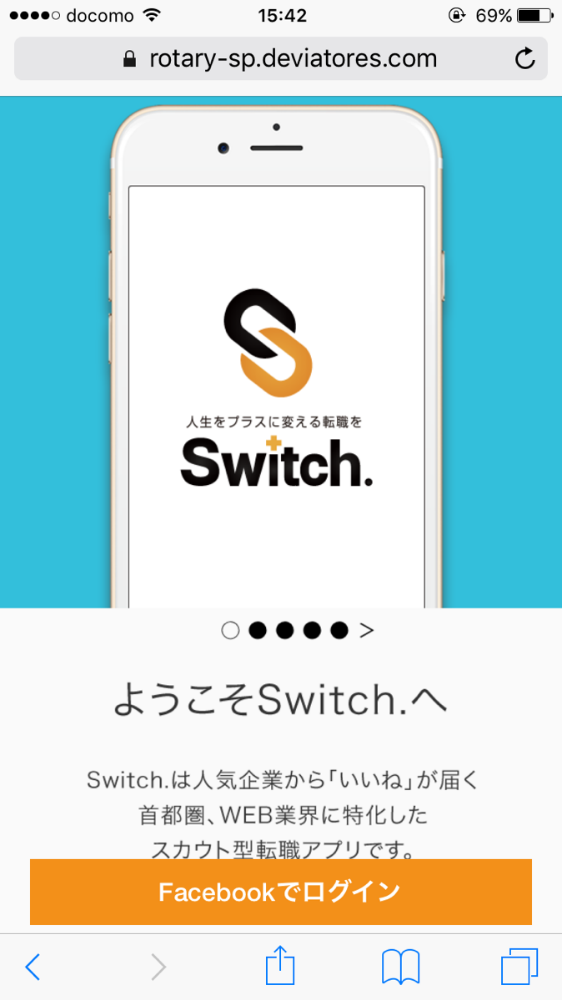 docomo 15:42 69%
rotary-sp.deviatores.com
人生をプラスに変える転職を
Switch.
ようこそSwitch.へ
Switch.は人気企業から「いいね」が届く
首都圏、WEB業界に特化した
スカウト型転職アプリです。
Facebookでログイン